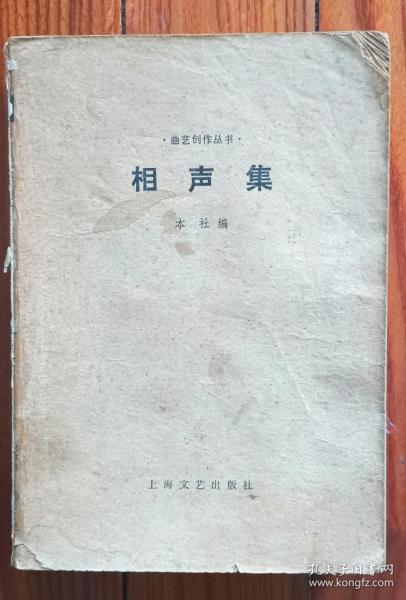 ·曲艺创作丛书·
相声集
本社编
上海文艺出版社
孔夫子旧书网
www.kongfz.com